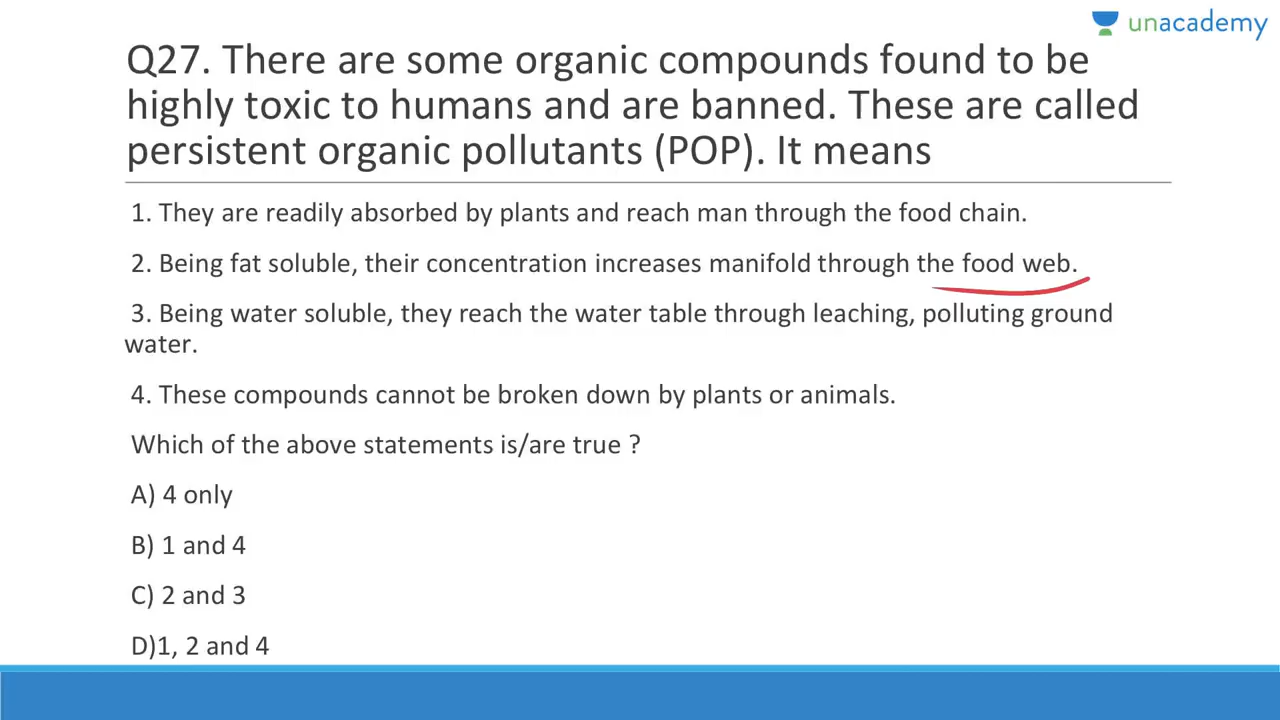 unacademy
Q27. There are some organic compounds found to be
highly toxic to humans and are banned. These are called
persistent organic pollutants (POP). It means
1. They are readily absorbed by plants and reach man through the food chain.
2. Being fat soluble, their concentration increases manifold through the food web.
3. Being water soluble, they reach the water table through leaching, polluting ground
water.
4. These compounds cannot be broken down by plants or animals.
Which of the above statements is/are true ?
A) 4 only
B) 1 and 4
C) 2 and 3
D)1, 2 and 4